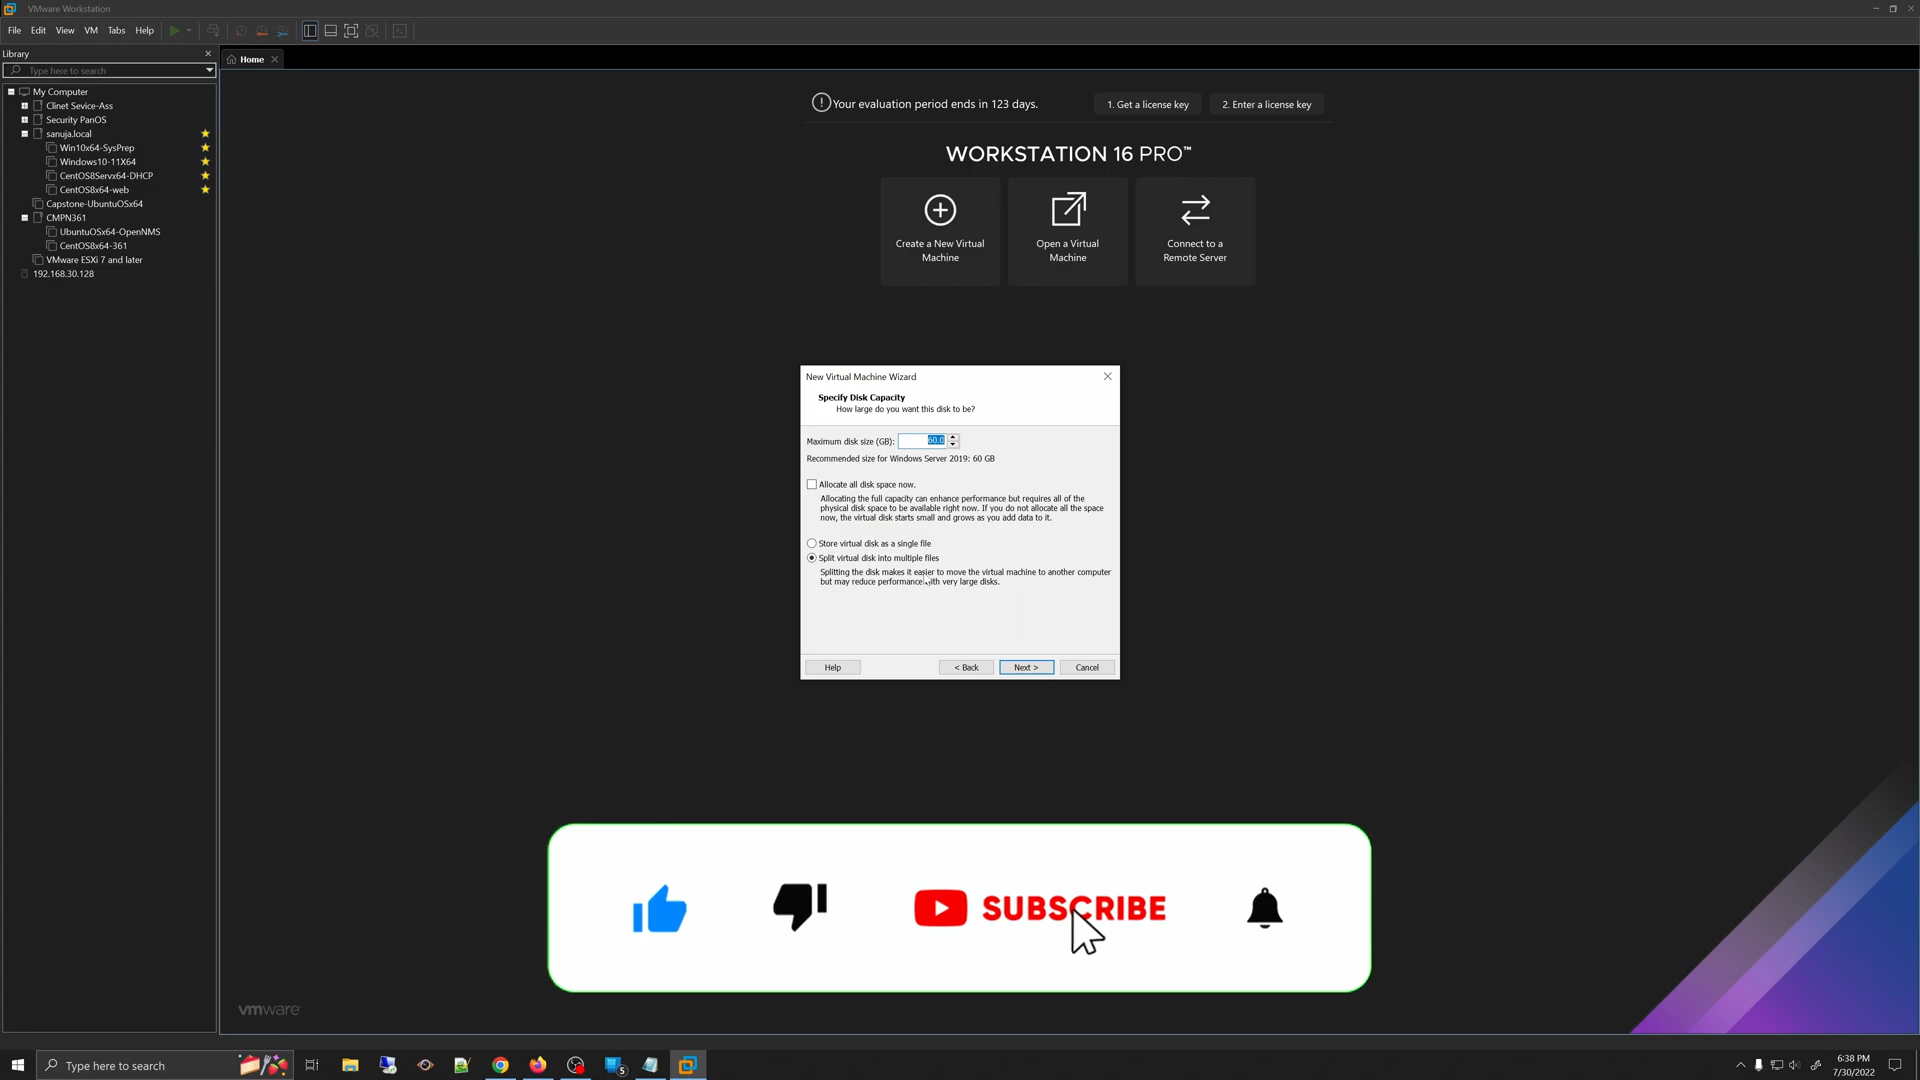 VMware Workstation
File Edit View VM Tabs Help
Library
Type here to search
Home
My Computer
Clinet Sevice-Ass
Security PanOS
sanuja.local
Win10x64-SysPrep
Windows10-11X64
CentOS8Servx64-DHCP
CentOS8x64-web
Capstone-UbuntuOSx64
CMPN361
UbuntuOSx64-OpenNMS
CentOS8x64-361
VMware ESXi 7 and later
192.168.30.128
Your evaluation period ends in 123 days.
1. Get a license key
2. Enter a license key
WORKSTATION 16 PRO™
Create a New Virtual
Machine
Open a Virtual
Machine
Connect to a
Remote Server
New Virtual Machine Wizard
Specify Disk Capacity
How large do you want this disk to be?
Maximum disk size (GB): 60.0
Recommended size for Windows Server 2019: 60 GB
Allocate all disk space now.
Allocating the full capacity can enhance performance but requires all of the
physical disk space to be available right now. If you do not allocate all the space
now, the virtual disk starts small and grows as you add data to it.
Store virtual disk as a single file
Split virtual disk into multiple files
Splitting the disk makes it easier to move the virtual machine to another computer
but may reduce performance with very large disks.
Help
< Back
Next >
Cancel
SUBSCRIBE
vmware
Type here to search
5
6:38 PM
7/30/2022